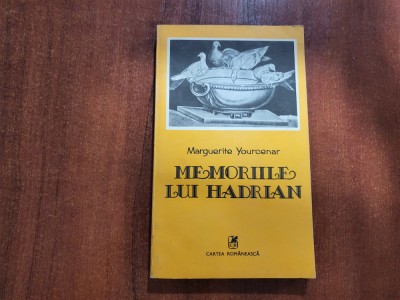 Marguerite Yourcenar
MEMORIILE
LUI HADRIAN
CARTEA ROMÂNEASCĂ